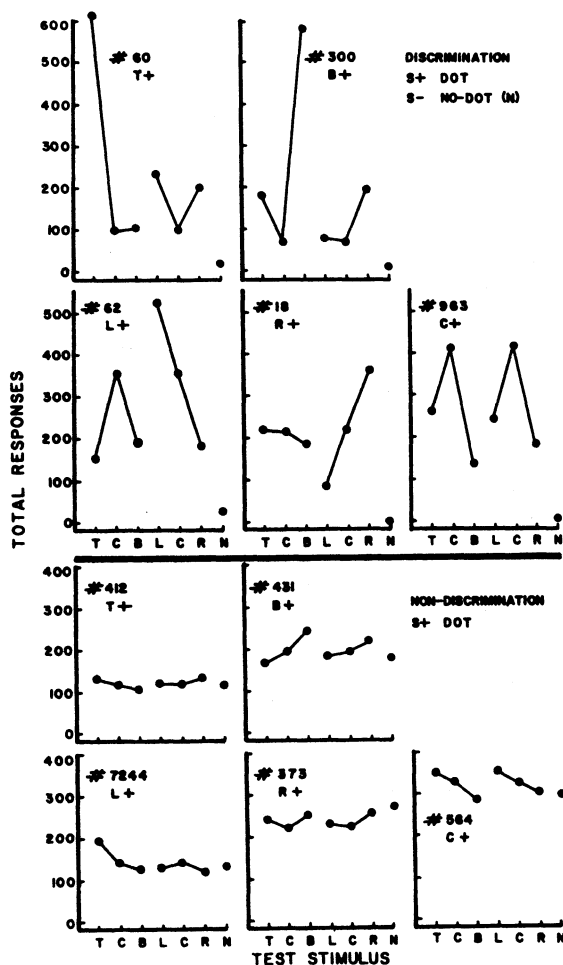 600
500
400
300
200
100
0
# 60
T+
# 300
B+
DISCRIMINATION
S+ DOT
S- NO-DOT (N)
500
400
300
200
100
0
# 62
L+
# 18
R+
# 963
C+
T C B L C R N
T C B L C R N
T C B L C R N
TOTAL RESPONSES
400
300
200
100
0
# 412
T+
# 431
B+
NON-DISCRIMINATION
S+ DOT
400
300
200
100
0
# 7244
L+
# 373
R+
# 564
C+
T C B L C R N
T C B L C R N
T C B L C R N
TEST STIMULUS